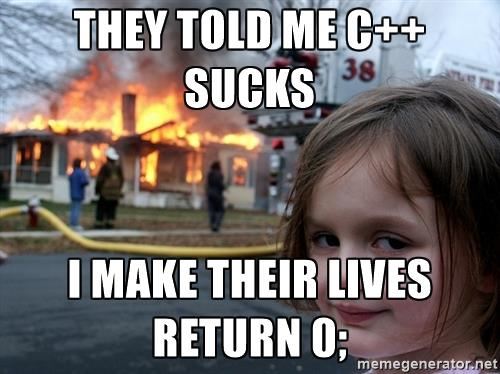 THEY TOLD ME C++
SUCKS
38
I MAKE THEIR LIVES
RETURN 0;
memegenerator.net